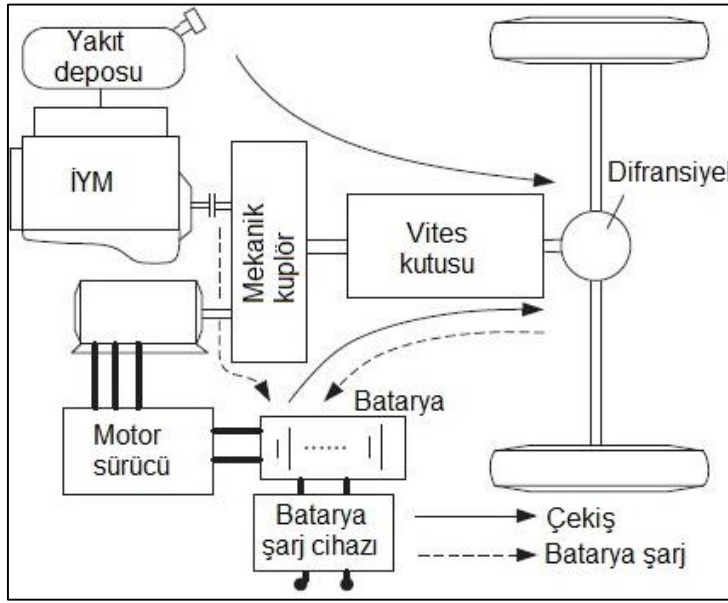 Yakıt
deposu
İYM
Mekanik
kuplör
Vites
kutusu
Difransiyel
Motor
sürücü
Batarya
Batarya
şarj cihazı
Çekiş
Batarya şarj